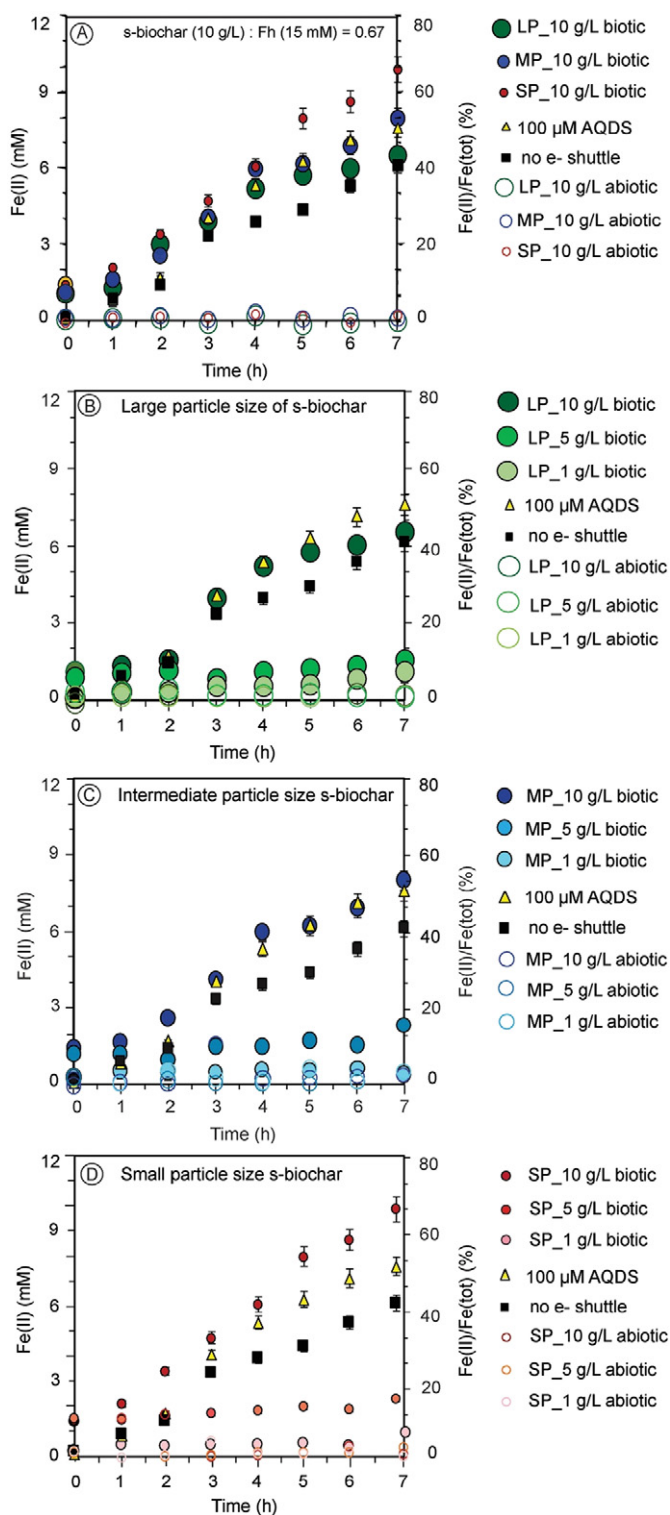 A s-biochar (10 g/L) : Fh (15 mM) = 0.67
12
9
6
3
0
Fe(II) (mM)
80
60
40
20
0
Fe(II)/Fe(tot) (%)
0 1 2 3 4 5 6 7
Time (h)
LP_10 g/L biotic
MP_10 g/L biotic
SP_10 g/L biotic
100 µM AQDS
no e- shuttle
LP_10 g/L abiotic
MP_10 g/L abiotic
SP_10 g/L abiotic
B Large particle size of s-biochar
12
9
6
3
0
Fe(II) (mM)
80
60
40
20
0
Fe(II)/Fe(tot) (%)
0 1 2 3 4 5 6 7
Time (h)
LP_10 g/L biotic
LP_5 g/L biotic
LP_1 g/L biotic
100 µM AQDS
no e- shuttle
LP_10 g/L abiotic
LP_5 g/L abiotic
LP_1 g/L abiotic
C Intermediate particle size s-biochar
12
9
6
3
0
Fe(II) (mM)
80
60
40
20
0
Fe(II)/Fe(tot) (%)
0 1 2 3 4 5 6 7
Time (h)
MP_10 g/L biotic
MP_5 g/L biotic
MP_1 g/L biotic
100 µM AQDS
no e- shuttle
MP_10 g/L abiotic
MP_5 g/L abiotic
MP_1 g/L abiotic
D Small particle size s-biochar
12
9
6
3
0
Fe(II) (mM)
80
60
40
20
0
Fe(II)/Fe(tot) (%)
0 1 2 3 4 5 6 7
Time (h)
SP_10 g/L biotic
SP_5 g/L biotic
SP_1 g/L biotic
100 µM AQDS
no e- shuttle
SP_10 g/L abiotic
SP_5 g/L abiotic
SP_1 g/L abiotic